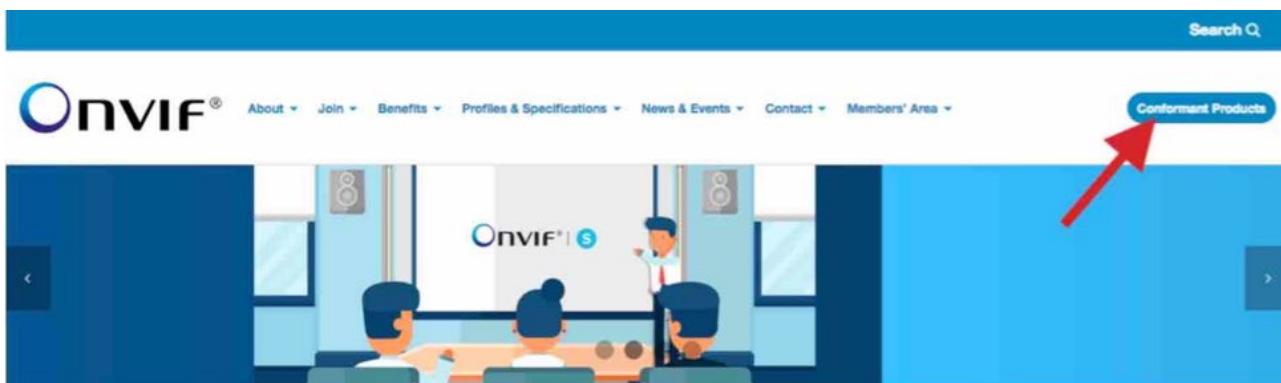 Search
ONVIF®
About
Join
Benefits
Profiles & Specifications
News & Events
Contact
Members' Area
Conformant Products
ONVIF® | S